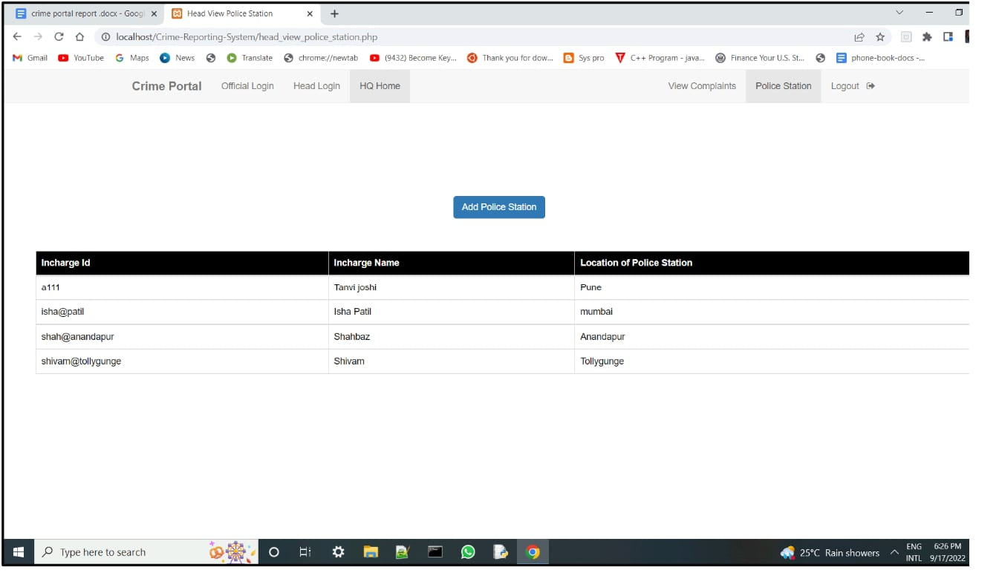 crime portal report .docx - Googl
Head View Police Station
localhost/Crime-Reporting-System/head_view_police_station.php
Gmail YouTube Maps News Translate chrome://newtab (9432) Become Key... Thank you for dow... Sys pro C++ Program - java... Finance Your U.S. St... phone-book-docs -...
Crime Portal Official Login Head Login HQ Home View Complaints Police Station Logout
Add Police Station
Incharge Id Incharge Name Location of Police Station
a111 Tanvi joshi Pune
isha@patil Isha Patil mumbai
shah@anandapur Shahbaz Anandapur
shivam@tollygunge Shivam Tollygunge
Type here to search
25°C Rain showers
ENG 6:26 PM
INTL 9/17/2022